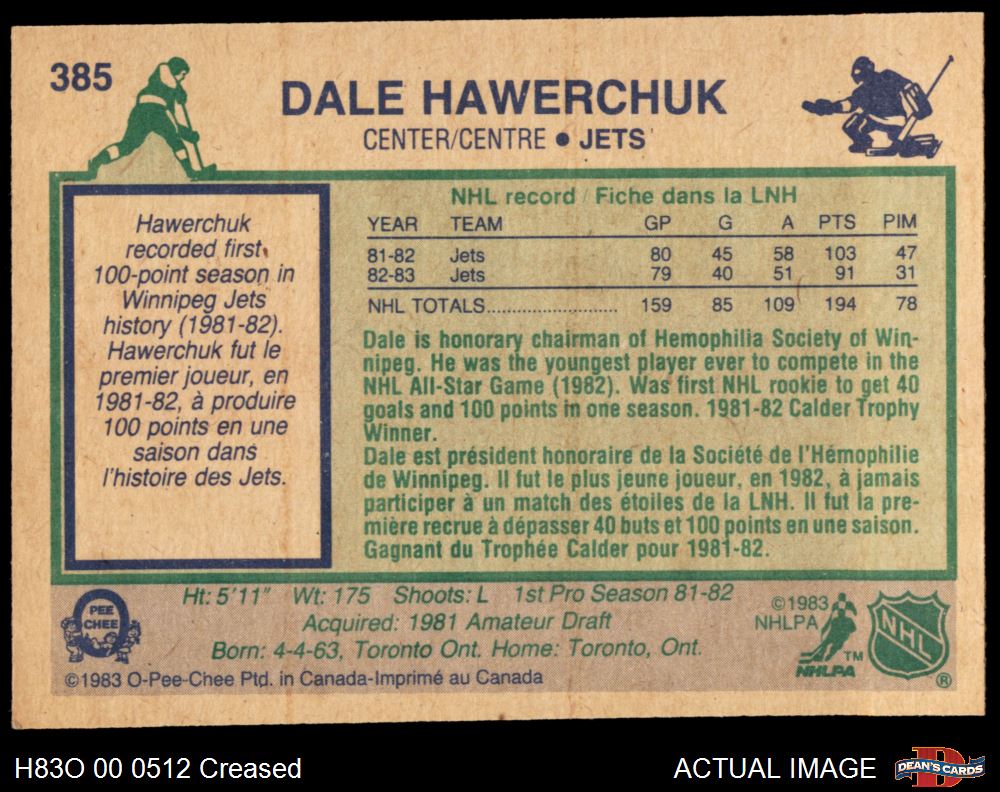 385
DALE HAWERCHUK
CENTER/CENTRE ● JETS
Hawerchuk
recorded first
100-point season in
Winnipeg Jets
history (1981-82).
Hawerchuk fut le
premier joueur, en
1981-82, à produire
100 points en une
saison dans
l'histoire des Jets.
NHL record / Fiche dans la LNH
YEAR TEAM GP G A PTS PIM
81-82 Jets 80 45 58 103 47
82-83 Jets 79 40 51 91 31
NHL TOTALS............................ 159 85 109 194 78
Dale is honorary chairman of Hemophilia Society of Win-
nipeg. He was the youngest player ever to compete in the
NHL All-Star Game (1982). Was first NHL rookie to get 40
goals and 100 points in one season. 1981-82 Calder Trophy
Winner.
Dale est président honoraire de la Société de l'Hémophilie
de Winnipeg. Il fut le plus jeune joueur, en 1982, à jamais
participer à un match des étoiles de la LNH. Il fut la pre-
mière recrue à dépasser 40 buts et 100 points en une saison.
Gagnant du Trophée Calder pour 1981-82.
Ht: 5'11" Wt: 175 Shoots: L 1st Pro Season 81-82
Acquired: 1981 Amateur Draft
Born: 4-4-63, Toronto Ont. Home: Toronto, Ont.
©1983 O-Pee-Chee Ptd. in Canada-Imprimé au Canada
PEE
CHEE
©1983
NHLPA
TM
NHLPA
NHL
®
H83O 00 0512 Creased
ACTUAL IMAGE
DEAN'S CARDS